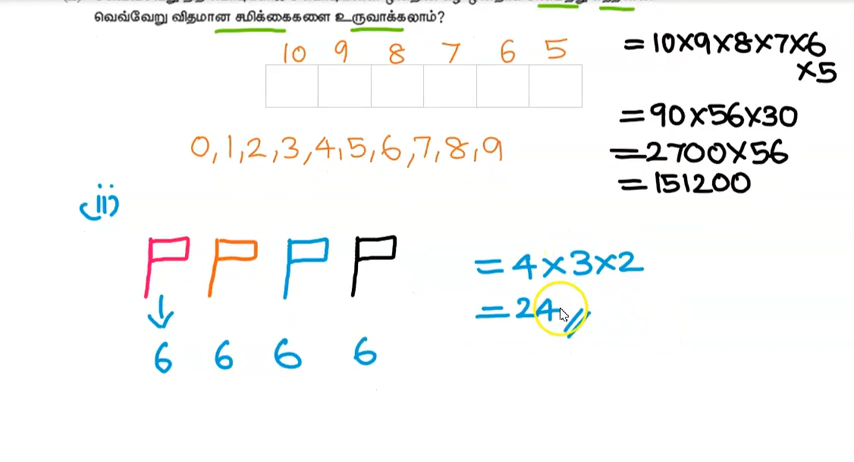 வெவ்வேறு விதமான சமிக்கைகளை உருவாக்கலாம்?
10 9 8 7 6 5
= 10×9×8×7×6
×5
0,1,2,3,4,5,6,7,8,9
= 90×56×30
= 2700×56
= 151200
ii)
= 4×3×2
= 24 //
6 6 6 6